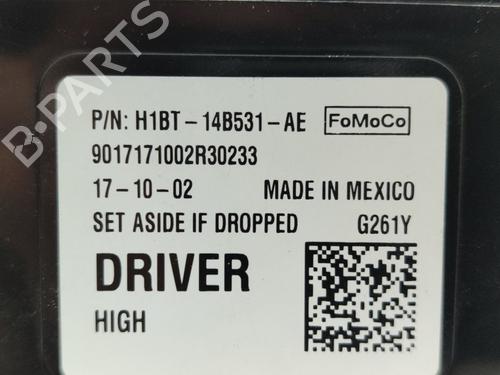 P/N: H1BT-14B531-AE FoMoCo
9017171002R30233
17-10-02 MADE IN MEXICO
SET ASIDE IF DROPPED G261Y
DRIVER
HIGH
B-PARTS